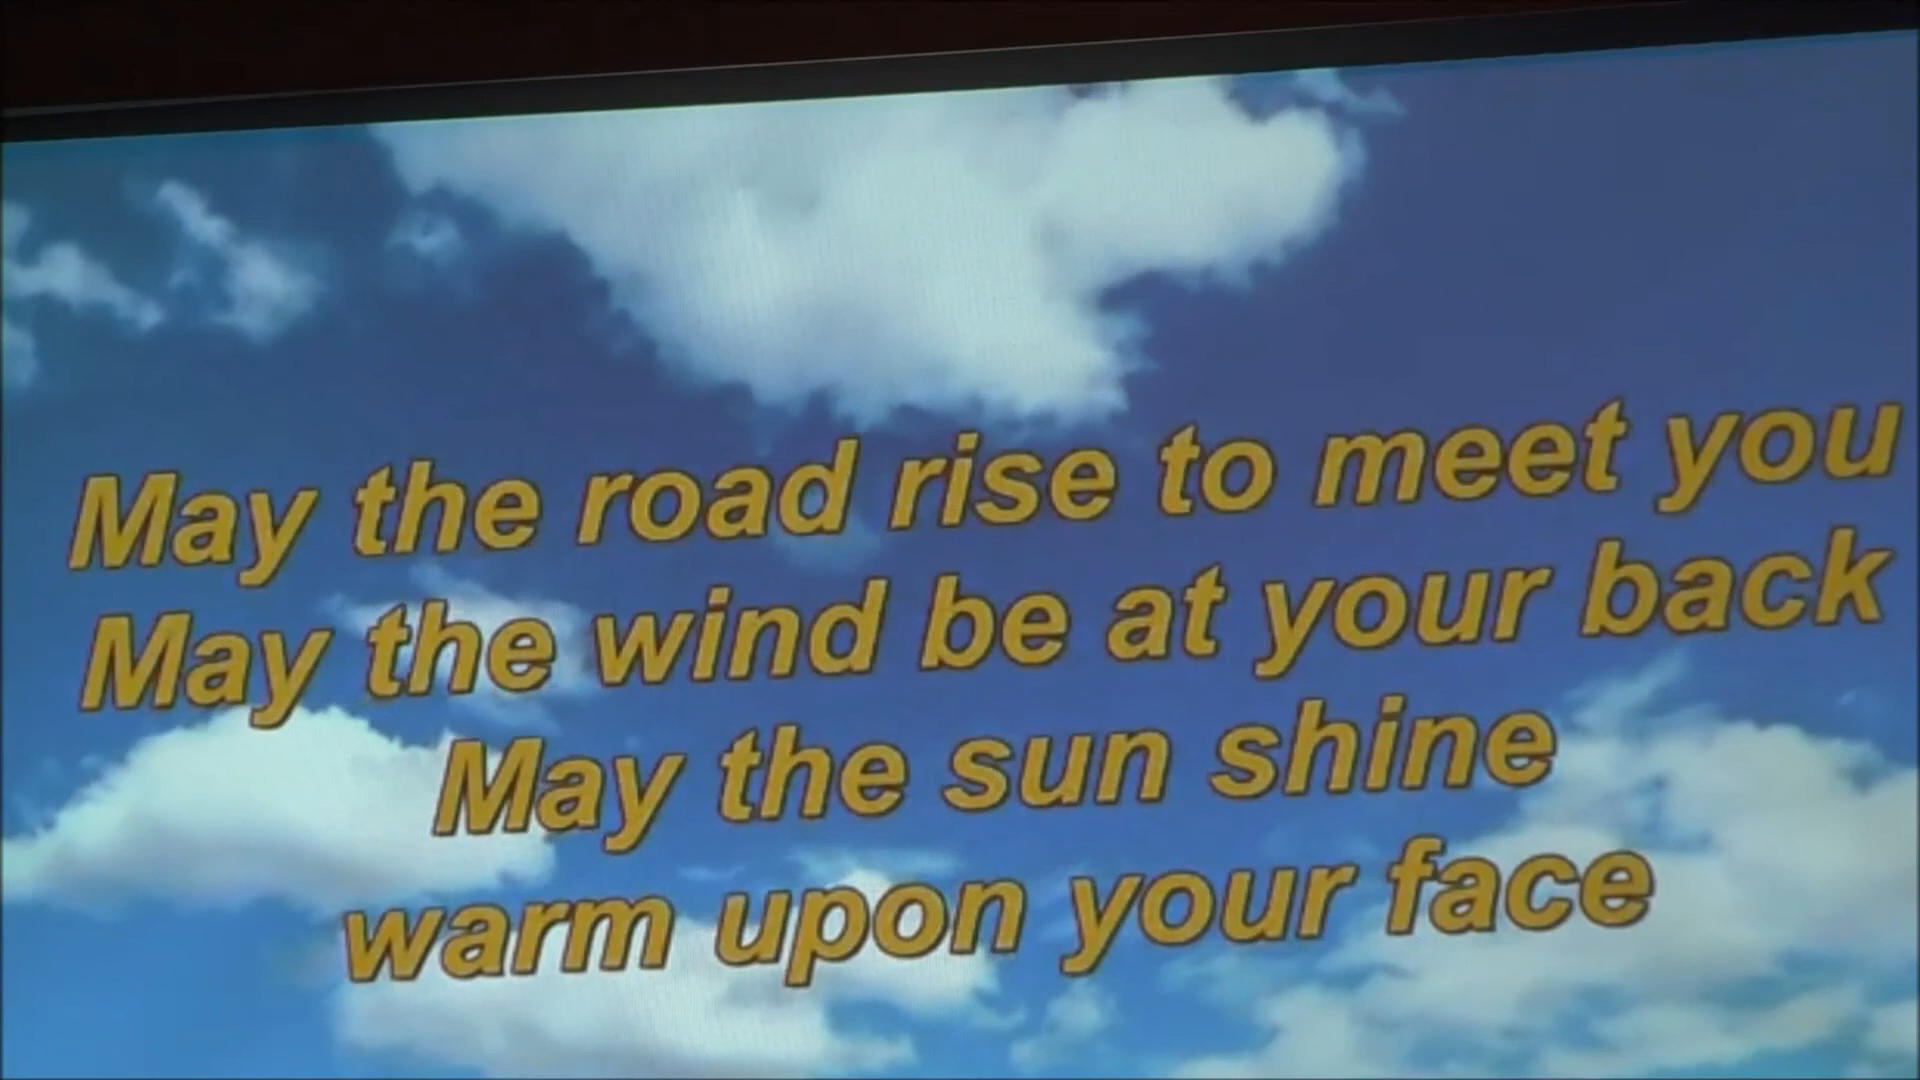 May the road rise to meet you
May the wind be at your back
May the sun shine
warm upon your face